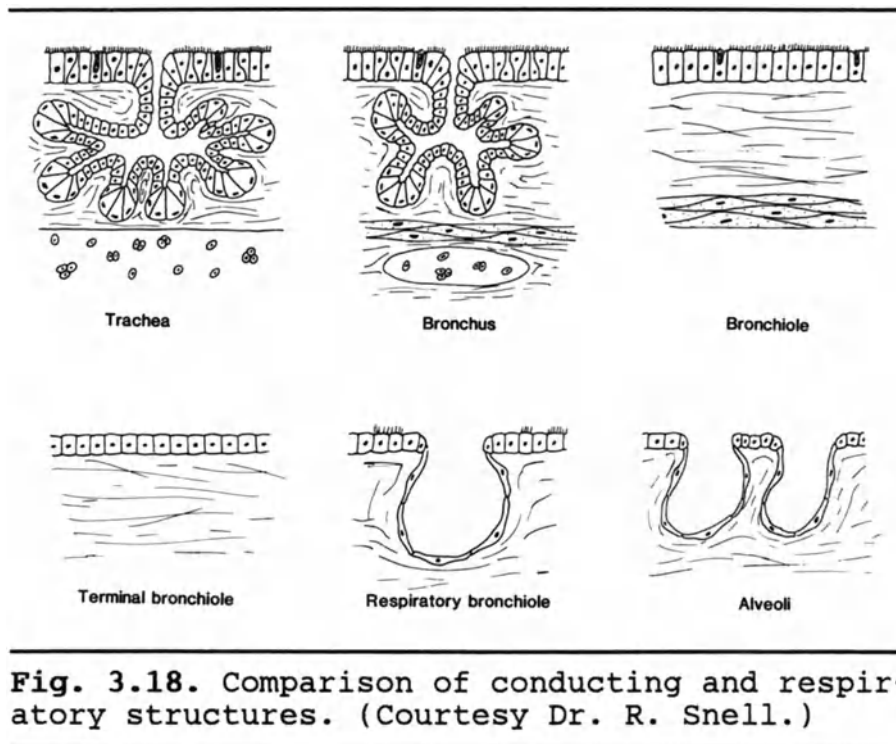 Trachea
Bronchus
Bronchiole
Terminal bronchiole
Respiratory bronchiole
Alveoli
Fig. 3.18. Comparison of conducting and respir-
atory structures. (Courtesy Dr. R. Snell.)